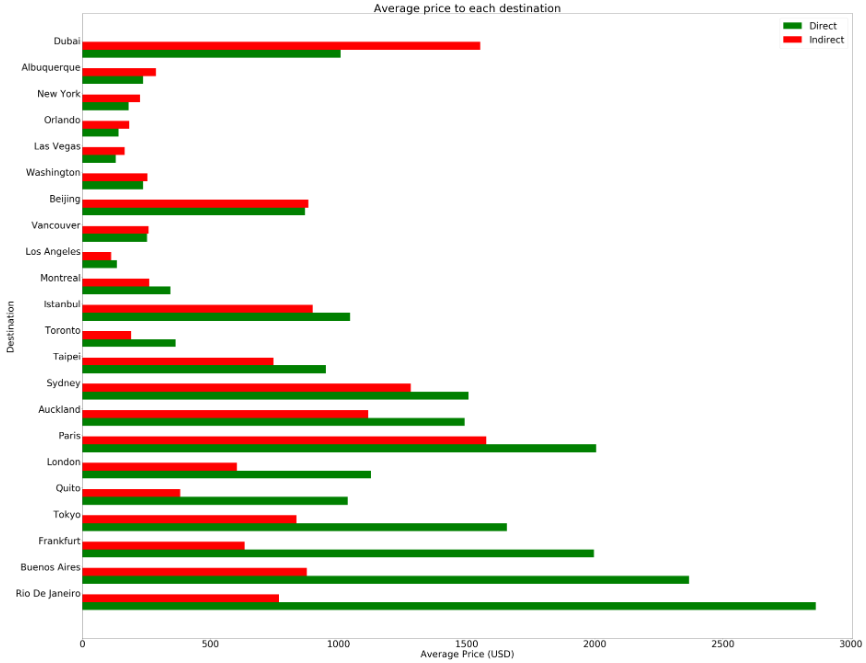 Average price to each destination
Direct
Indirect
Dubai
Albuquerque
New York
Orlando
Las Vegas
Washington
Beijing
Vancouver
Los Angeles
Montreal
Istanbul
Toronto
Taipei
Sydney
Auckland
Paris
London
Quito
Tokyo
Frankfurt
Buenos Aires
Rio De Janeiro
Destination
0 500 1000 1500 2000 2500 3000
Average Price (USD)